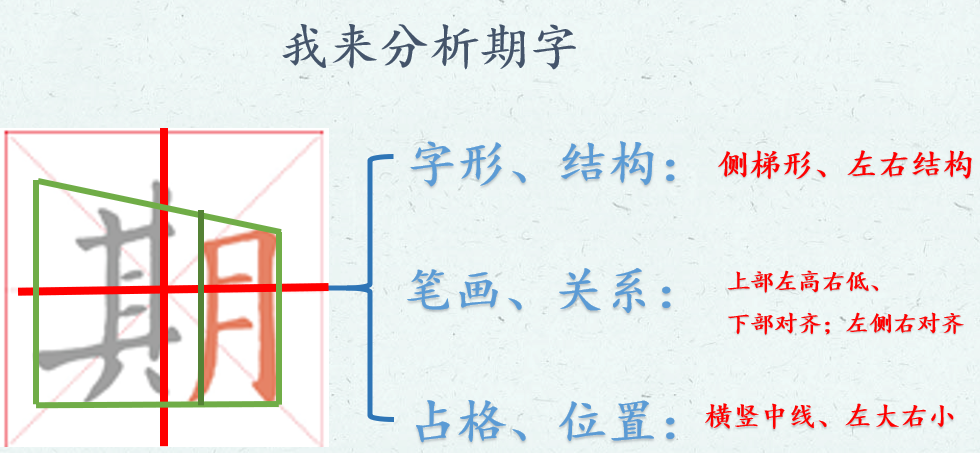 我来分析期字
期
字形、结构：侧梯形、左右结构
笔画、关系：上部左高右低、
下部对齐；左侧右对齐
占格、位置：横竖中线、左大右小